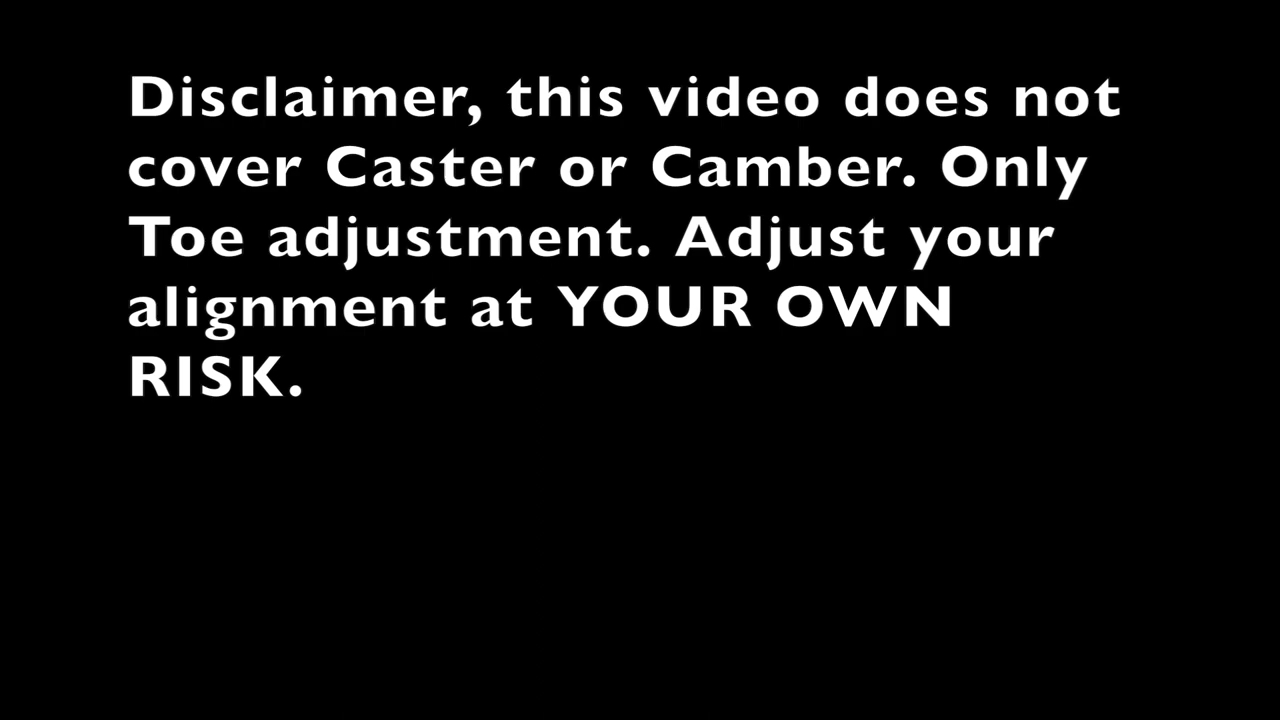 Disclaimer, this video does not
cover Caster or Camber. Only
Toe adjustment. Adjust your
alignment at YOUR OWN
RISK.